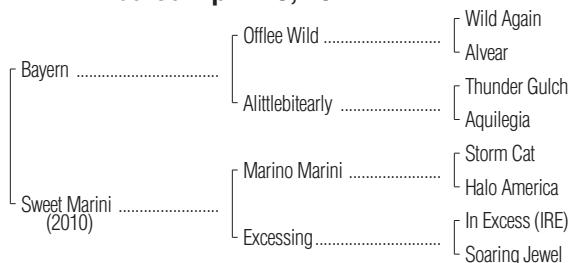 Wild Again
Offlee Wild
Alvear
Bayern
Thunder Gulch
Alittlebitearly
Aquilegia
Storm Cat
Marino Marini
Halo America
Sweet Marini
(2010)
In Excess (IRE)
Excessing
Soaring Jewel